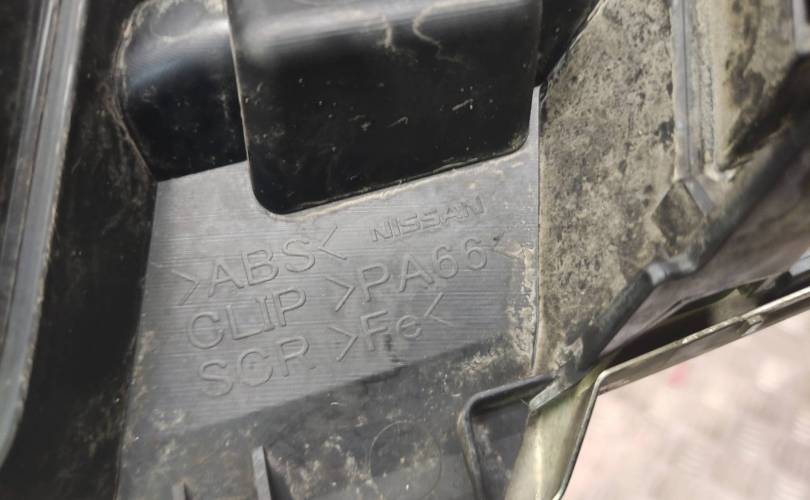 >ABS< NISSAN
CLIP >PA66<
SCR >Fe<